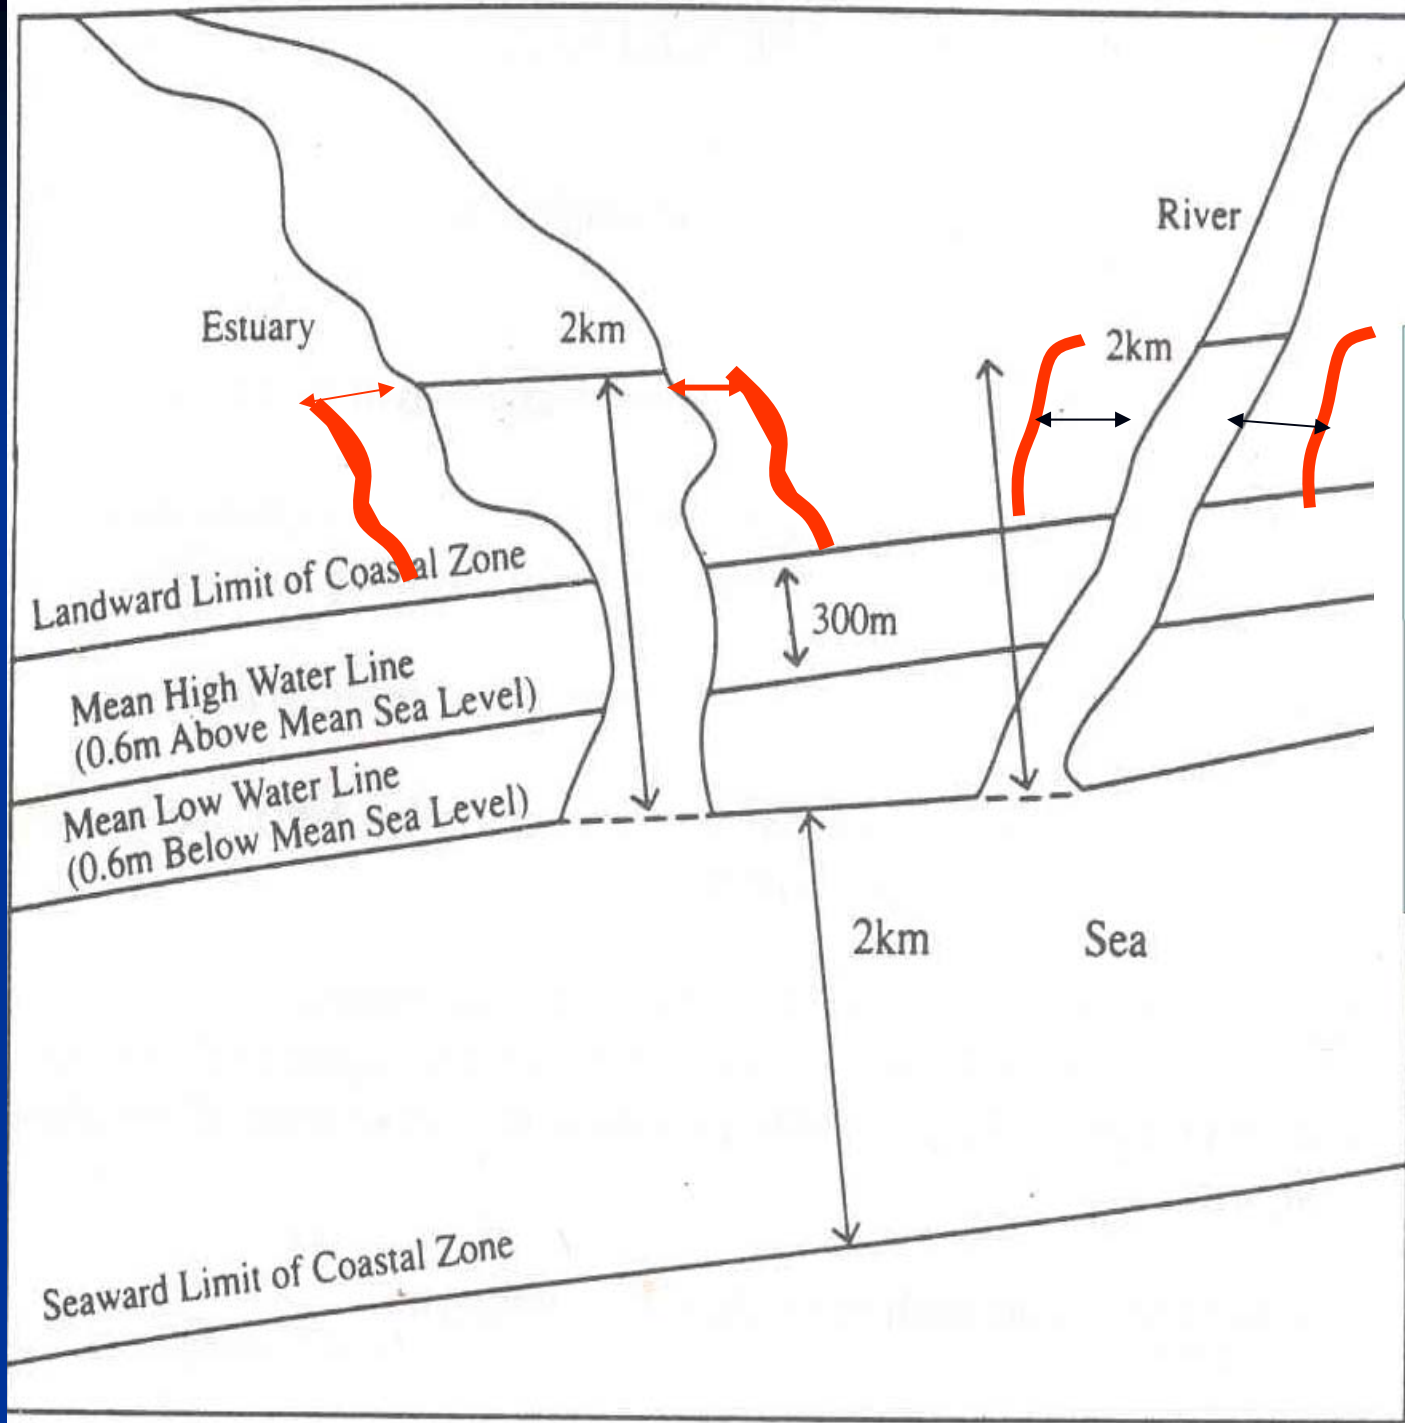 River
Estuary
2km
2km
Landward Limit of Coastal Zone
300m
Mean High Water Line
(0.6m Above Mean Sea Level)
Mean Low Water Line
(0.6m Below Mean Sea Level)
2km
Sea
Seaward Limit of Coastal Zone